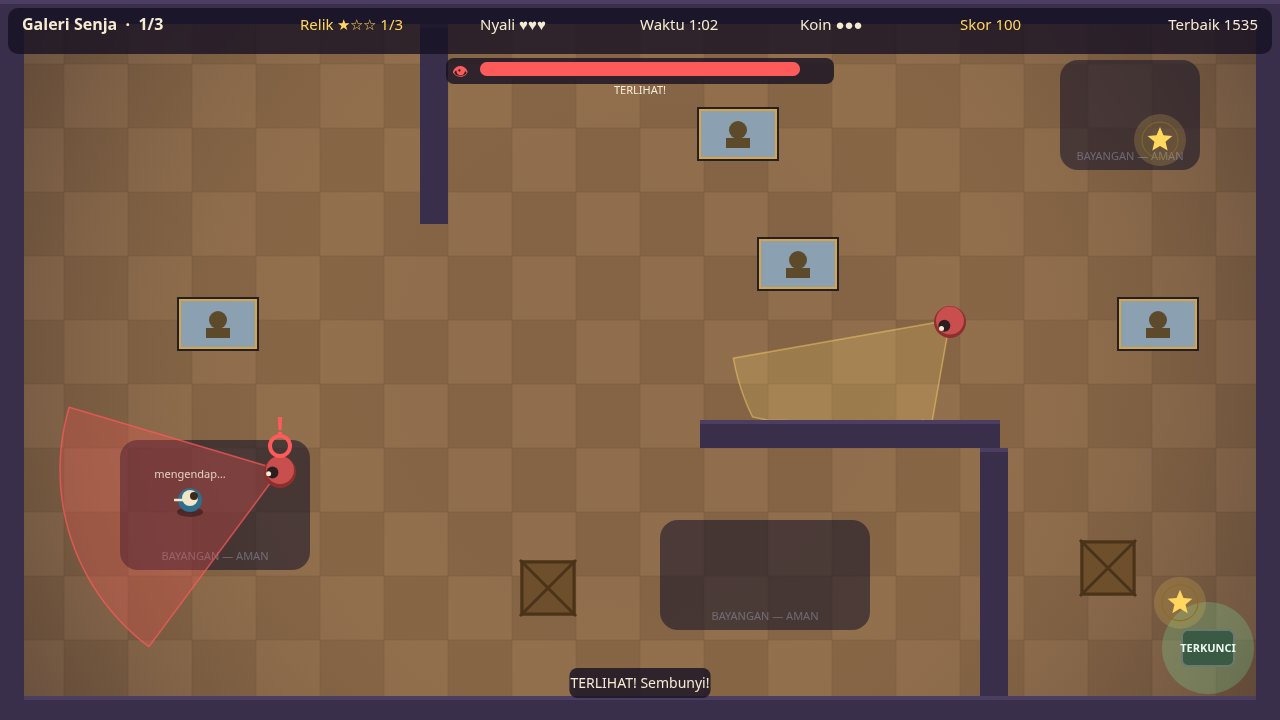 Galeri Senja · 1/3
Relik ★☆☆ 1/3
Nyali ♥♥♥
Waktu 1:02
Koin ●●●
Skor 100
Terbaik 1535
TERLIHAT!
BAYANGAN — AMAN
!
mengendap...
BAYANGAN — AMAN
BAYANGAN — AMAN
TERKUNCI
TERLIHAT! Sembunyi!